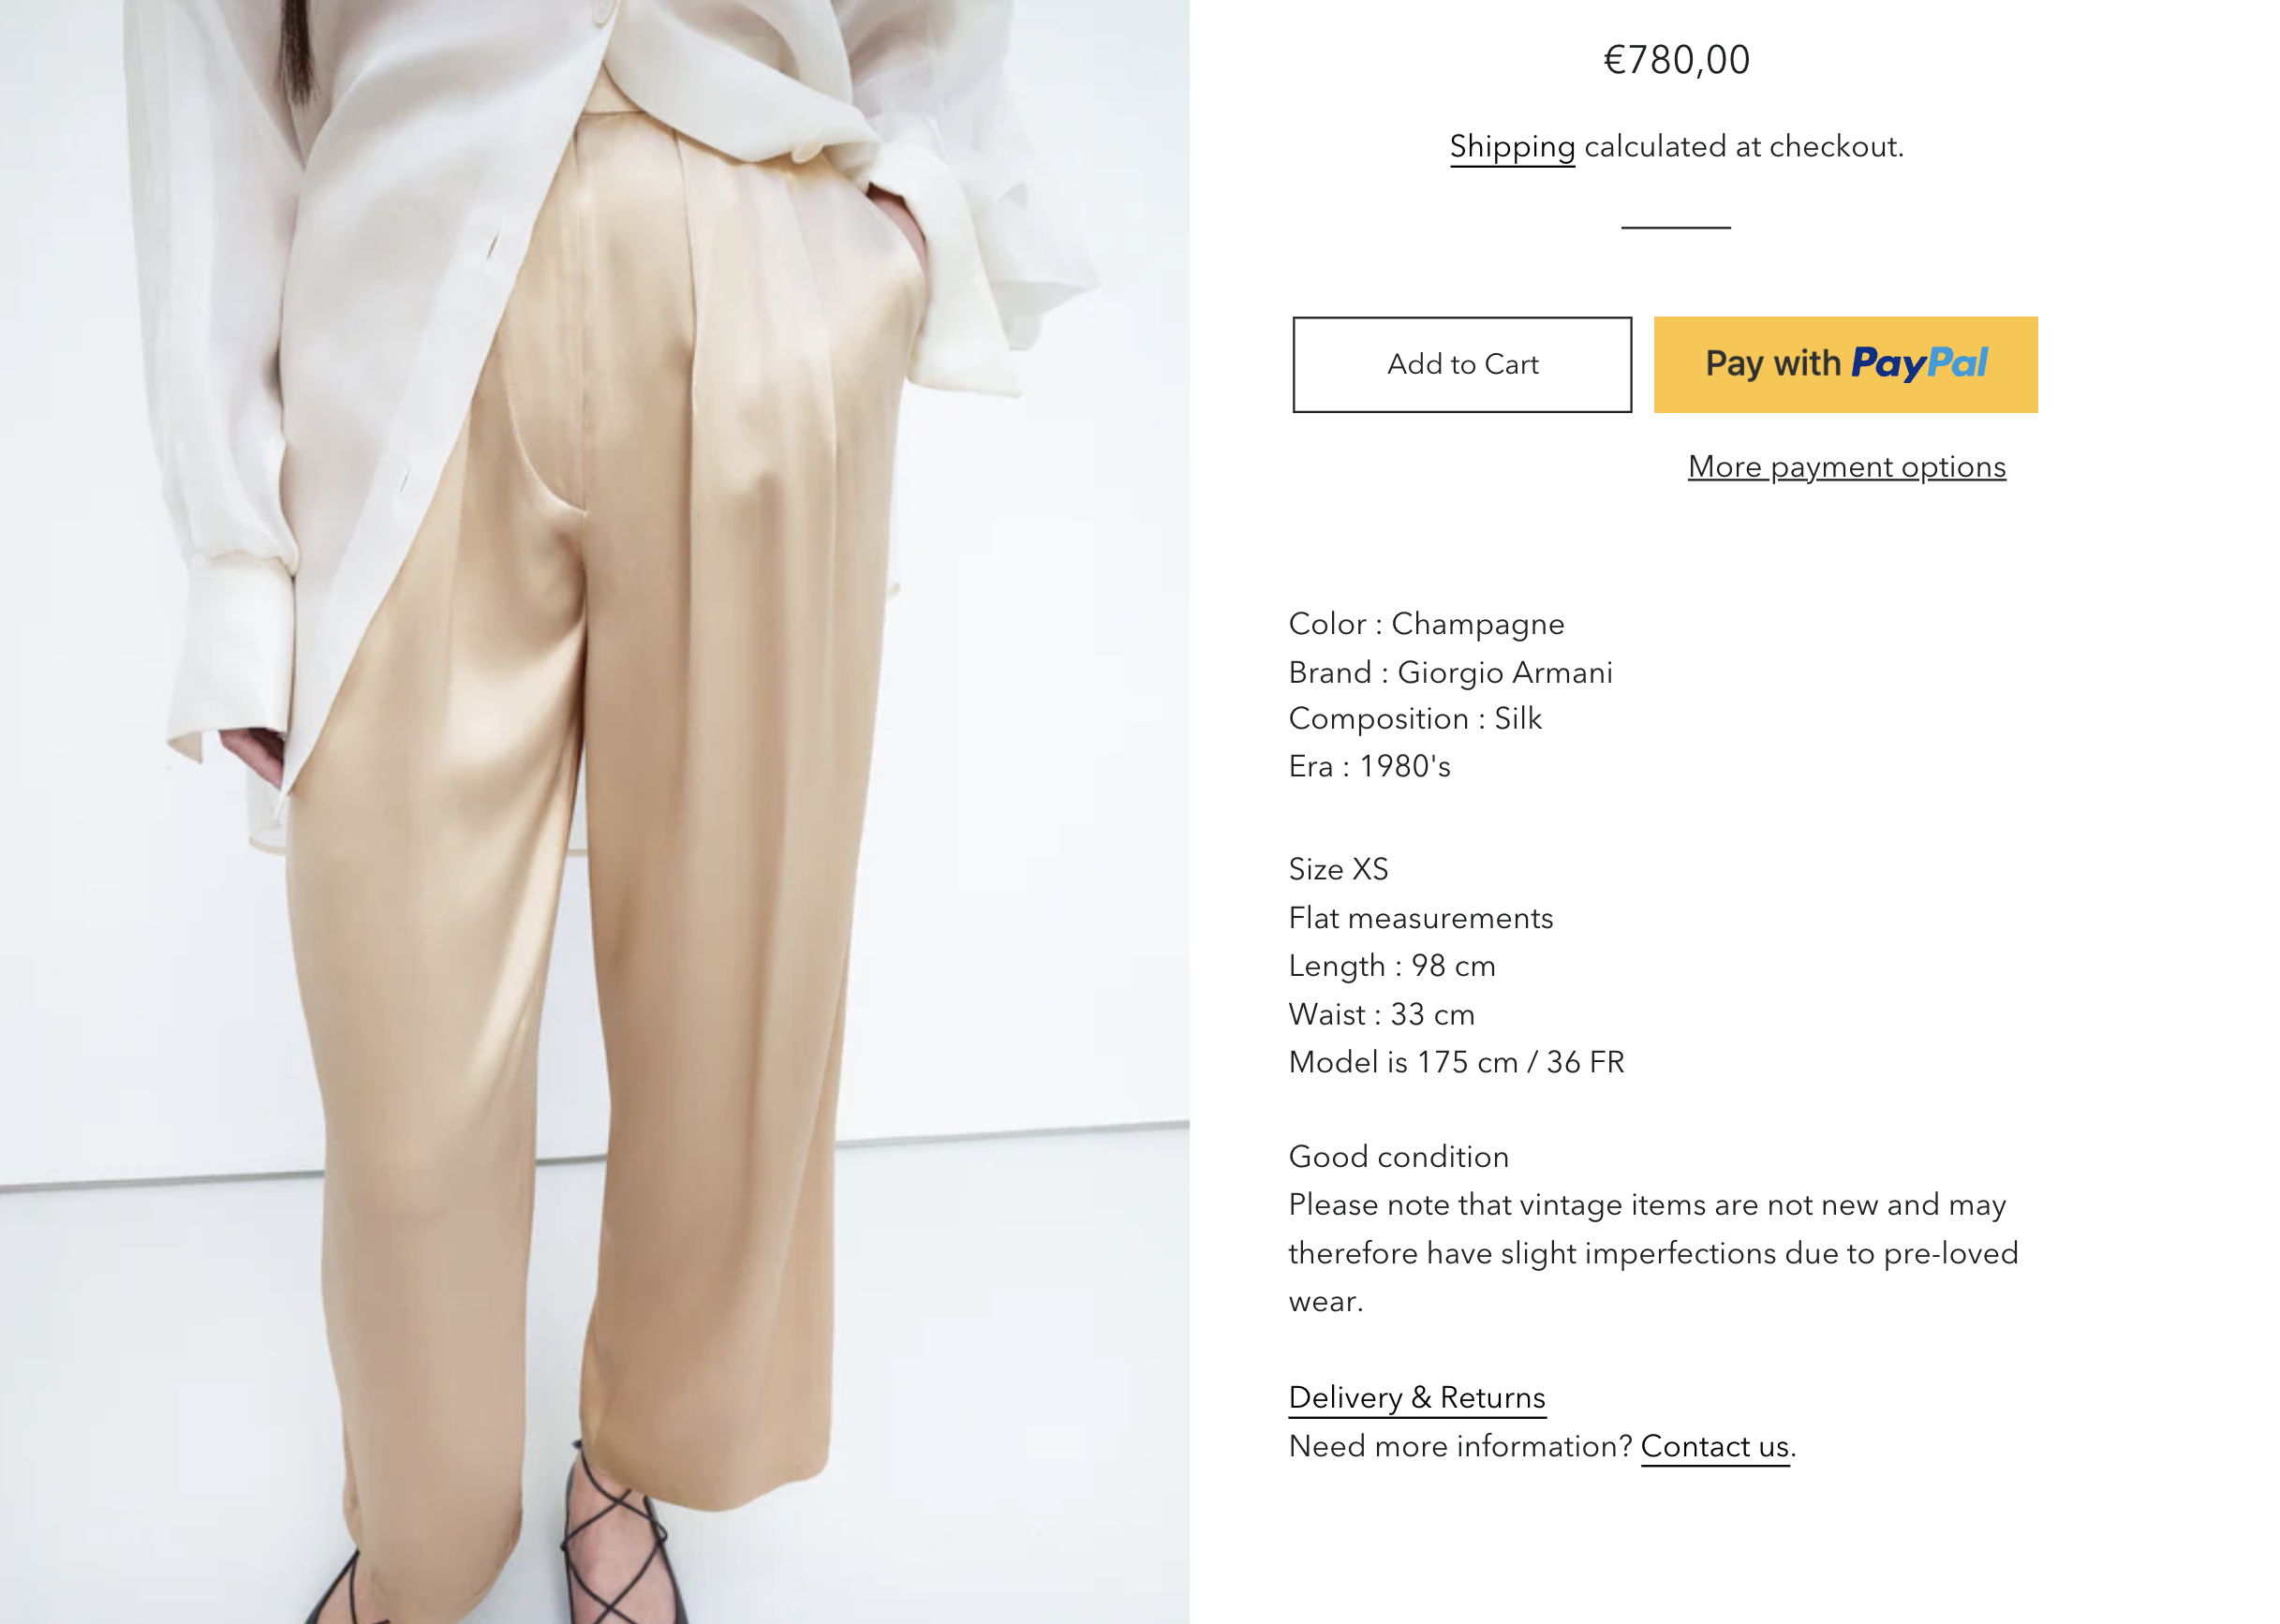 €780,00
Shipping calculated at checkout.
Add to Cart
Pay with PayPal
More payment options
Color : Champagne
Brand : Giorgio Armani
Composition : Silk
Era : 1980's
Size XS
Flat measurements
Length : 98 cm
Waist : 33 cm
Model is 175 cm / 36 FR
Good condition
Please note that vintage items are not new and may
therefore have slight imperfections due to pre-loved
wear.
Delivery & Returns
Need more information? Contact us.